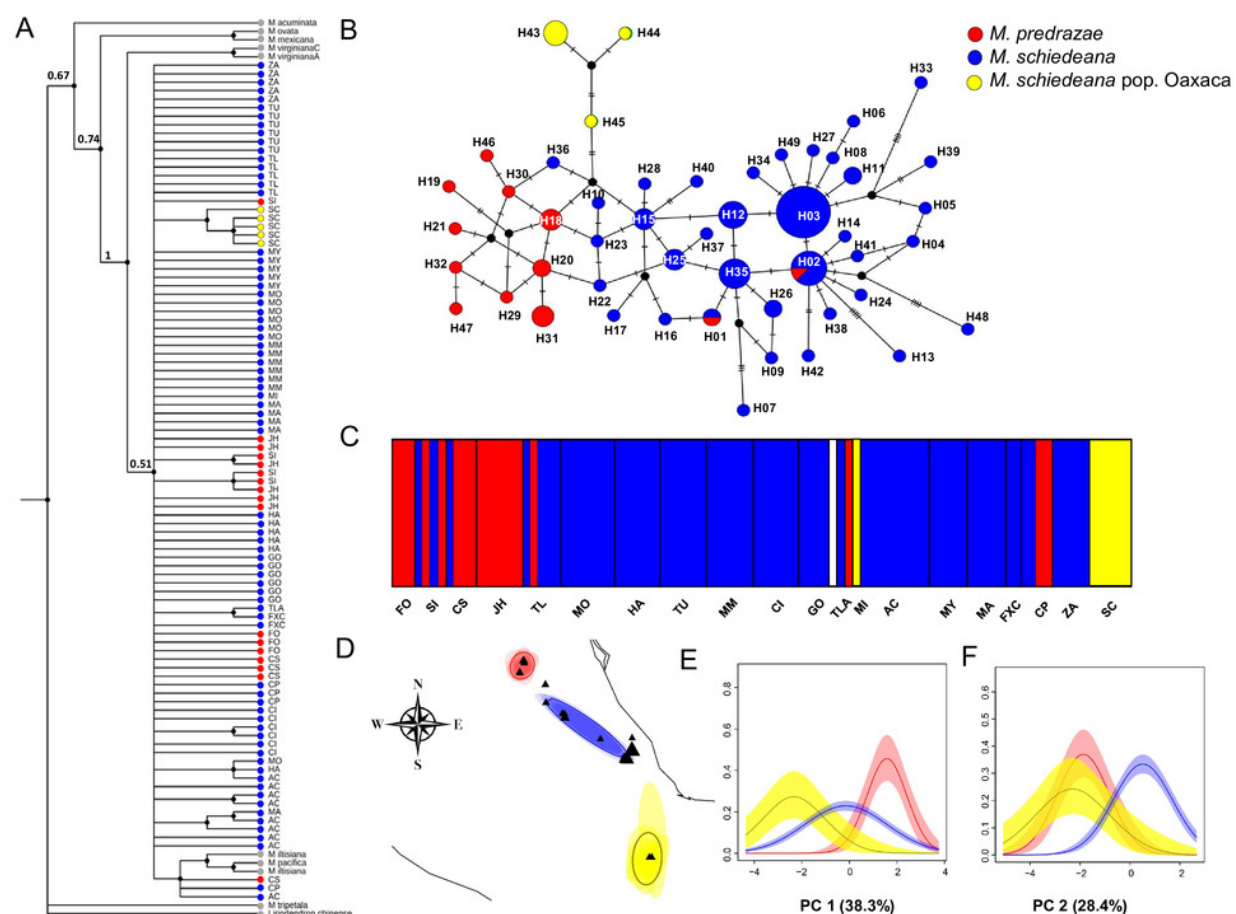 A
M acuminata
M ovata
M mexicana
M virginianaC
M virginianaA
0.67
0.74
1
0.51
ZA
ZA
ZA
ZA
ZA
TU
TU
TU
TU
TU
TU
TL
TL
TL
TL
TL
SI
SC
SC
SC
SC
SC
MY
MY
MY
MY
MY
MO
MO
MO
MO
MO
MO
MM
MM
MM
MM
MM
MM
MI
MA
MA
MA
MA
JH
JH
SI
JH
SI
SI
JH
JH
JH
HA
HA
HA
HA
HA
GO
GO
GO
GO
GO
GO
TLA
FXC
FXC
FO
FO
FO
CS
CS
CS
CP
CP
CP
CI
CI
CI
CI
CI
CI
MO
HA
AC
AC
AC
AC
MA
AC
AC
AC
AC
M iltisiana
M pacifica
M iltisiana
CS
CP
AC
M tripetala
Liriodendron chinense
B
M. predrazae
M. schiedeana
M. schiedeana pop. Oaxaca
H43
H44
H45
H46
H36
H30
H19
H10
H28
H40
H18
H15
H12
H21
H23
H37
H20
H25
H32
H22
H47
H29
H31
H17
H16
H01
H35
H26
H09
H07
H34
H49
H27
H06
H08
H11
H33
H39
H03
H05
H14
H04
H02
H41
H24
H38
H42
H13
H48
C
FO
SI
CS
JH
TL
MO
HA
TU
MM
CI
GO
TLA
MI
AC
MY
MA
FXC
CP
ZA
SC
D
N
W
E
S
E
0.8
0.6
0.4
0.2
0.0
−4
−2
0
2
4
PC 1 (38.3%)
F
0.6
0.5
0.4
0.3
0.2
0.1
0.0
−4
−2
0
2
PC 2 (28.4%)